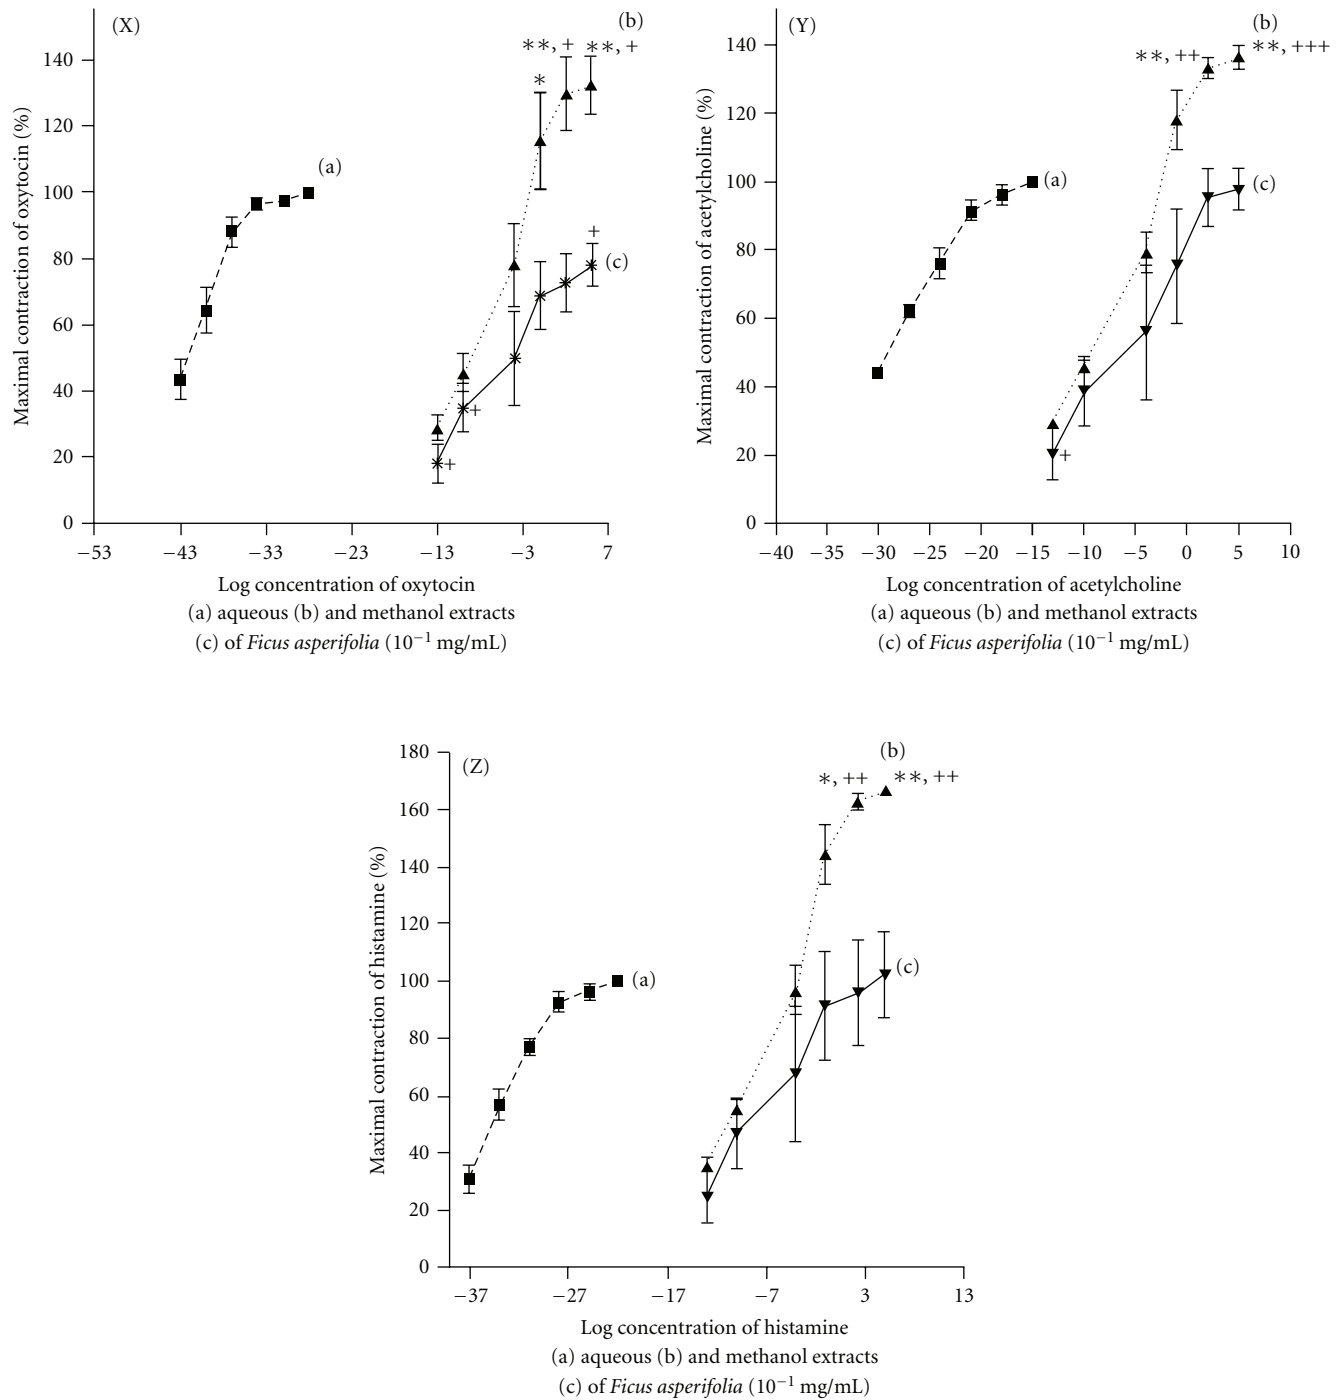 (X)
(b)
**, + **, +
*
(a)
+
(c)
+
+
Maximal contraction of oxytocin (%)
140
120
100
80
60
40
20
0
−53 −43 −33 −23 −13 −3 7
Log concentration of oxytocin
(a) aqueous (b) and methanol extracts
(c) of Ficus asperifolia (10⁻¹ mg/mL)
(Y)
(b)
**, ++ **, +++
(a)
(c)
+
Maximal contraction of acetylcholine (%)
140
120
100
80
60
40
20
0
−40 −35 −30 −25 −20 −15 −10 −5 0 5 10
Log concentration of acetylcholine
(a) aqueous (b) and methanol extracts
(c) of Ficus asperifolia (10⁻¹ mg/mL)
(Z)
(b)
*, ++ **, ++
(a)
(c)
Maximal contraction of histamine (%)
180
160
140
120
100
80
60
40
20
0
−37 −27 −17 −7 3 13
Log concentration of histamine
(a) aqueous (b) and methanol extracts
(c) of Ficus asperifolia (10⁻¹ mg/mL)